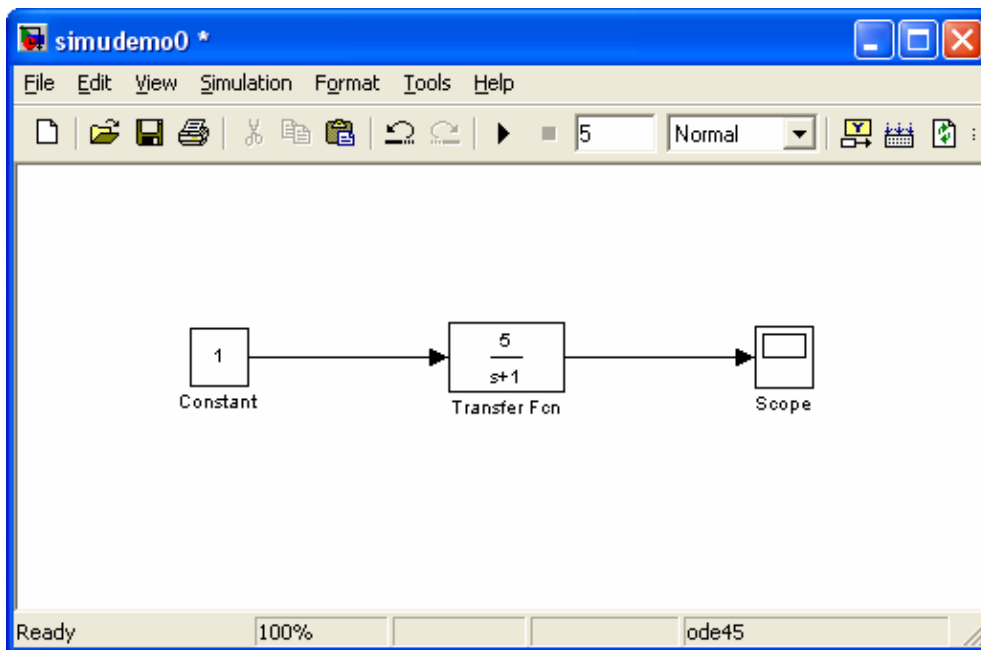 simudemo0 *
File Edit View Simulation Format Tools Help
5 Normal
1
Constant
5
s+1
Transfer Fcn
Scope
Ready 100% ode45